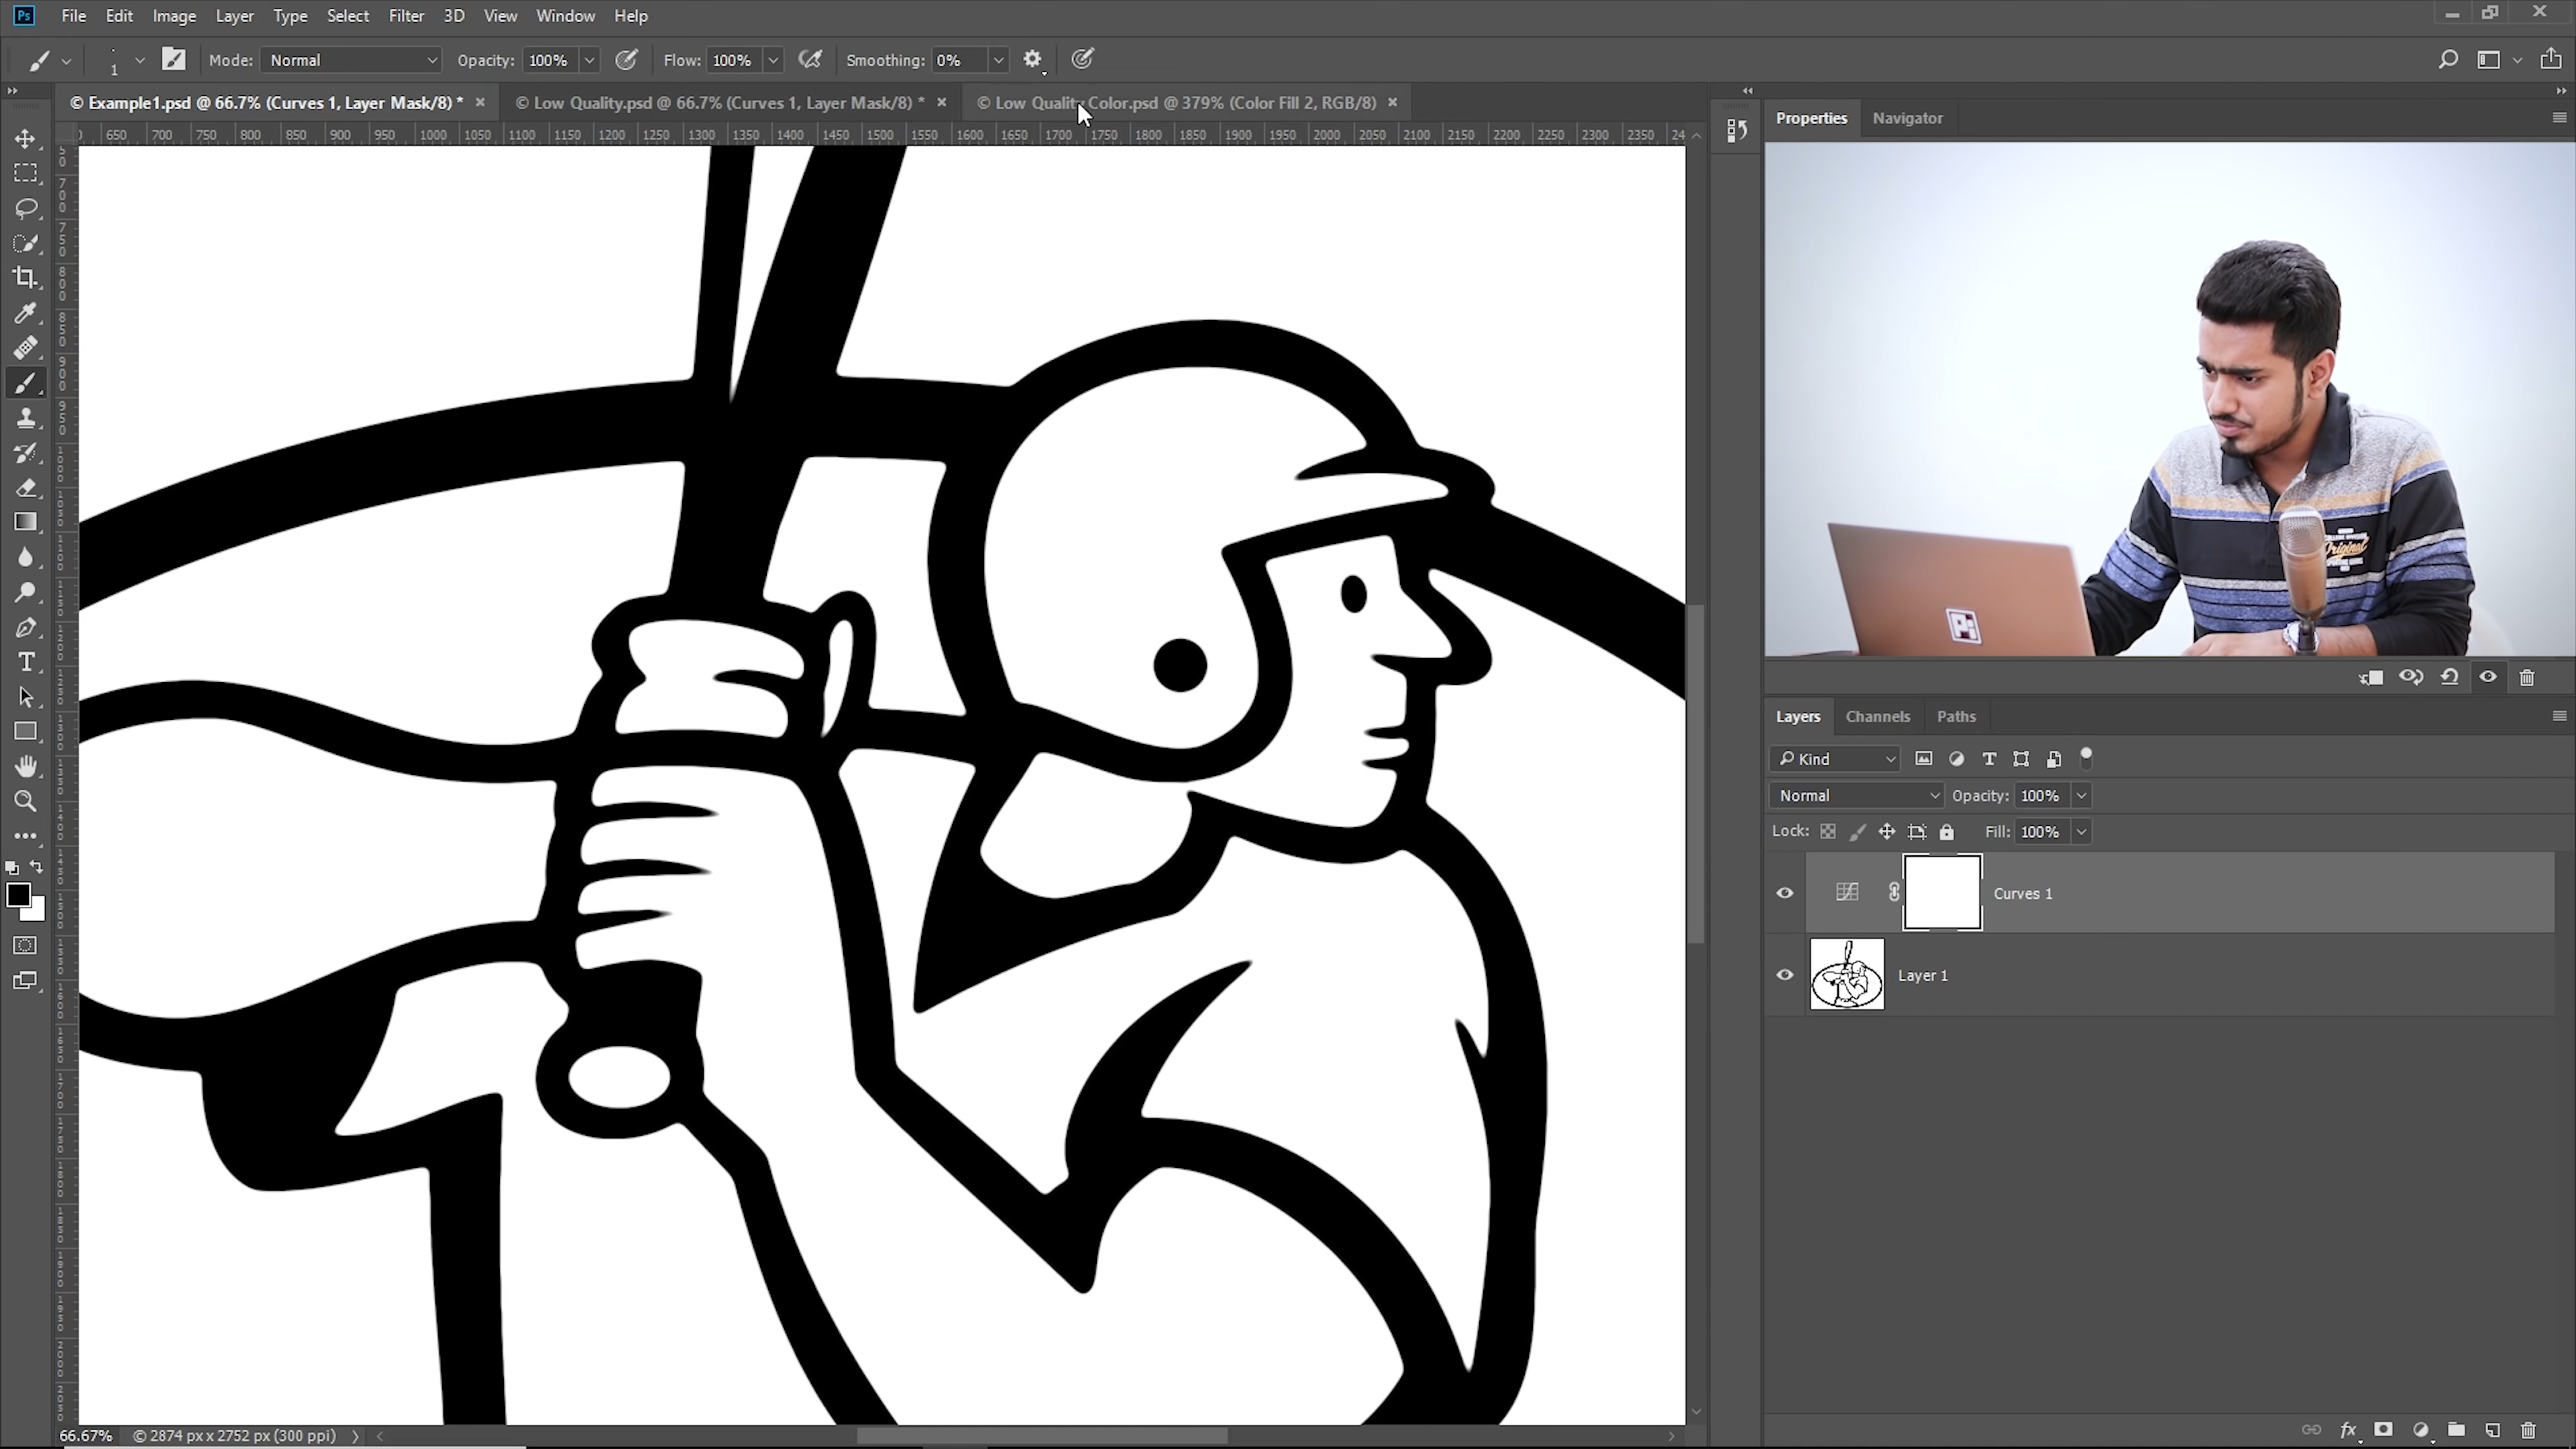 Ps File Edit Image Layer Type Select Filter 3D View Window Help
1 Mode: Normal Opacity: 100% Flow: 100% Smoothing: 0%
© Example1.psd @ 66.7% (Curves 1, Layer Mask/8) * × © Low Quality.psd @ 66.7% (Curves 1, Layer Mask/8) * × © Low Quality Color.psd @ 379% (Color Fill 2, RGB/8) ×
650 700 750 800 850 900 950 1000 1050 1100 1150 1200 1250 1300 1350 1400 1450 1500 1550 1600 1650 1700 1750 1800 1850 1900 1950 2000 2050 2100 2150 2200 2250 2300 2350 24
Properties Navigator
Original
Layers Channels Paths
Kind
Normal Opacity: 100%
Lock: Fill: 100%
Curves 1
Layer 1
fx
66.67% © 2874 px x 2752 px (300 ppi)